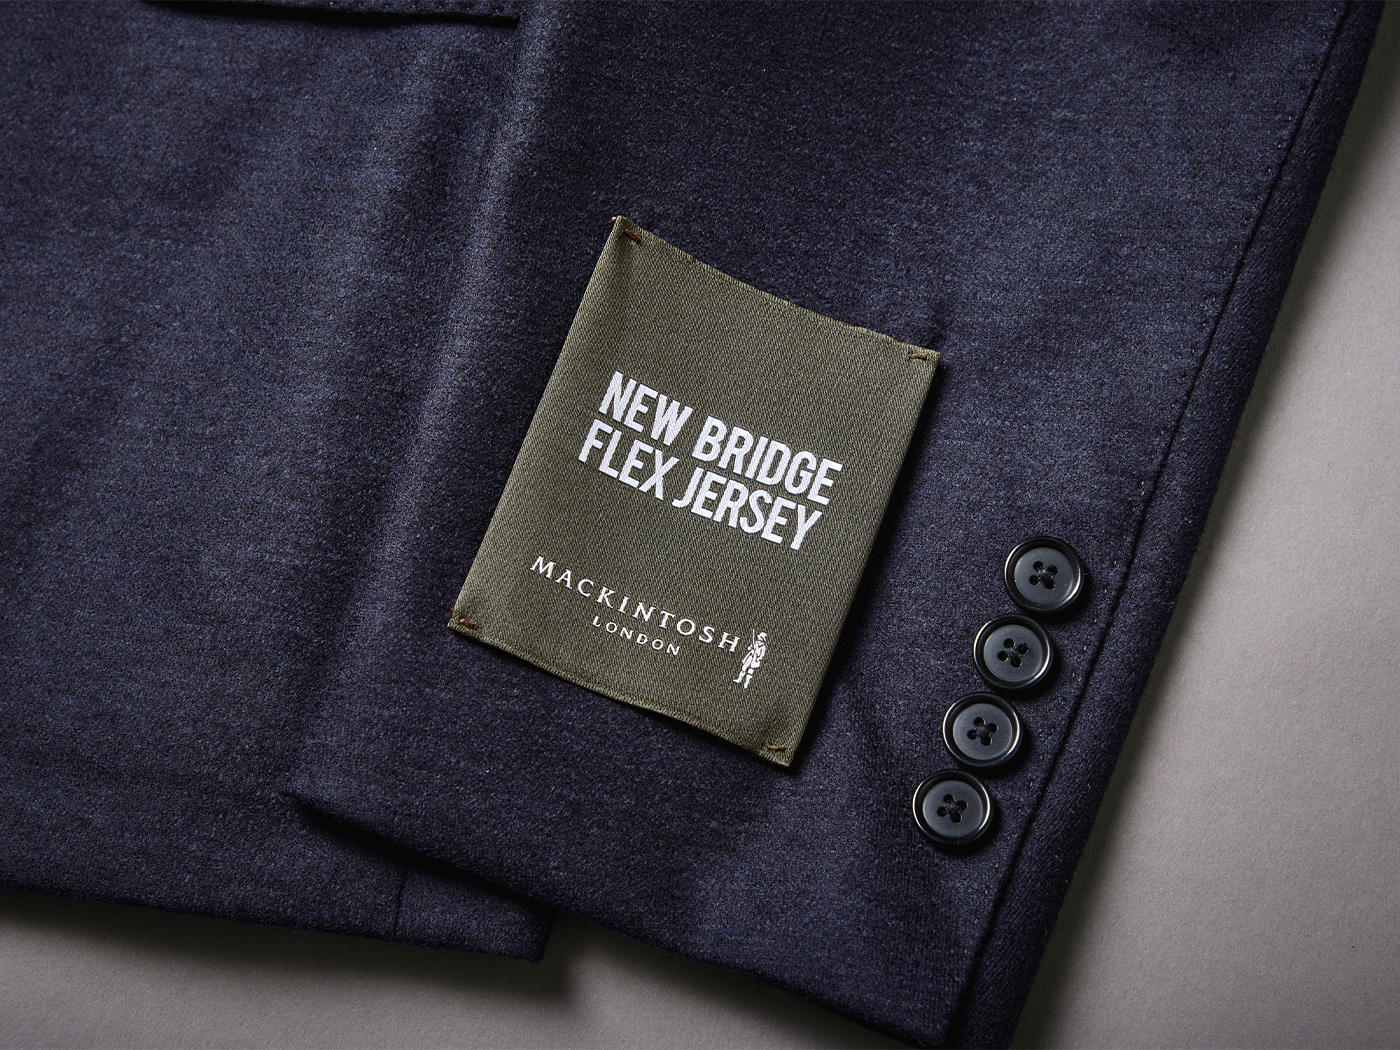 NEW BRIDGE
FLEX JERSEY
MACKINTOSH
LONDON